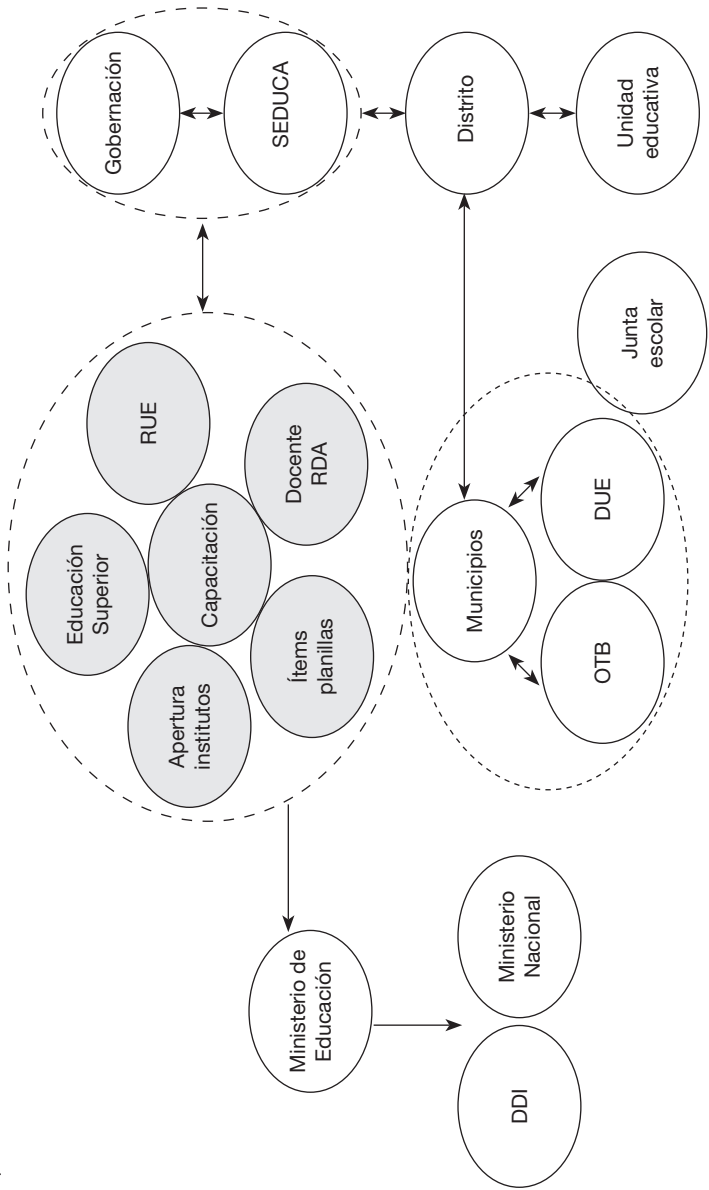 Gobernación
SEDUCA
Distrito
Unidad
educativa
RUE
Educación
Superior
Capacitación
Docente
RDA
Apertura
institutos
Ítems
planillas
Municipios
Junta
escolar
DUE
OTB
Ministerio de
Educación
Ministerio
Nacional
DDI